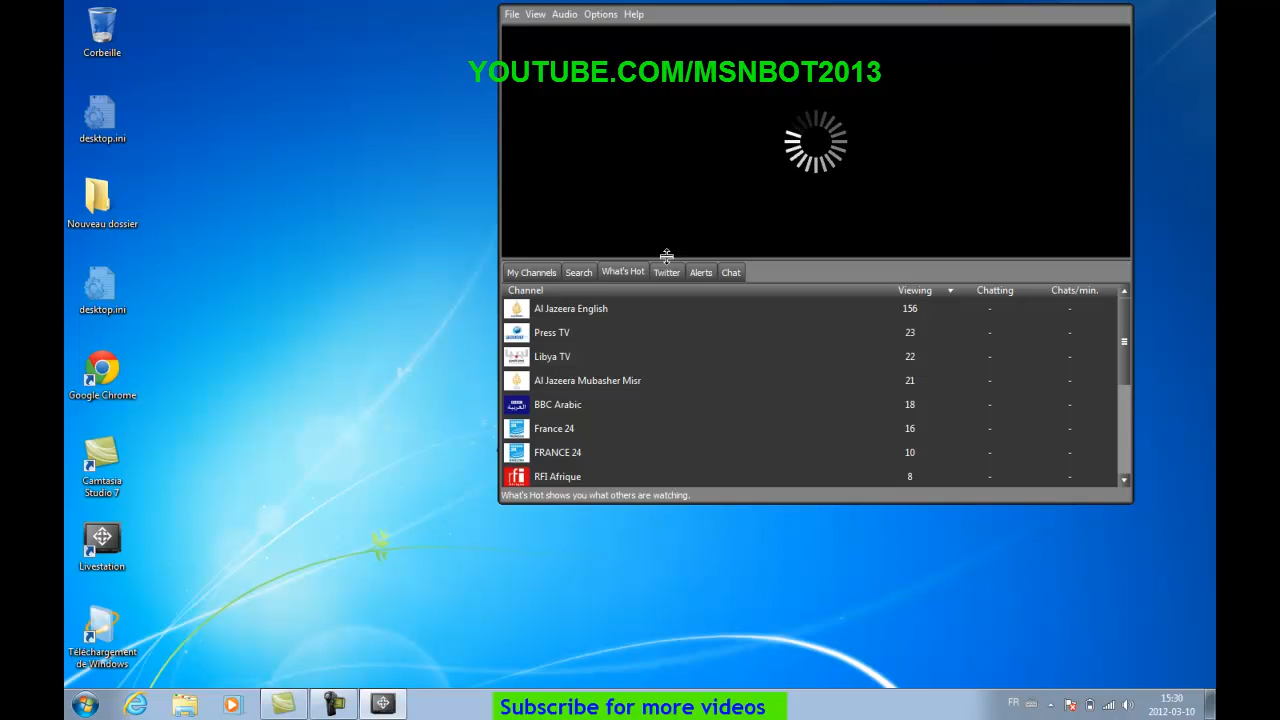 Corbeille
desktop.ini
Nouveau dossier
desktop.ini
Google Chrome
Camtasia
Studio 7
Livestation
Téléchargement
de Windows
File View Audio Options Help
YOUTUBE.COM/MSNBOT2013
My Channels Search What's Hot Twitter Alerts Chat
Channel Viewing Chatting Chats/min.
Al Jazeera English 156 - -
Press TV 23 - -
Libya TV 22 - -
Al Jazeera Mubasher Misr 21 - -
BBC Arabic 18 - -
France 24 16 - -
FRANCE 24 10 - -
rfi RFI Afrique 8 - -
What's Hot shows you what others are watching.
Subscribe for more videos
FR
15:30
2012-03-10